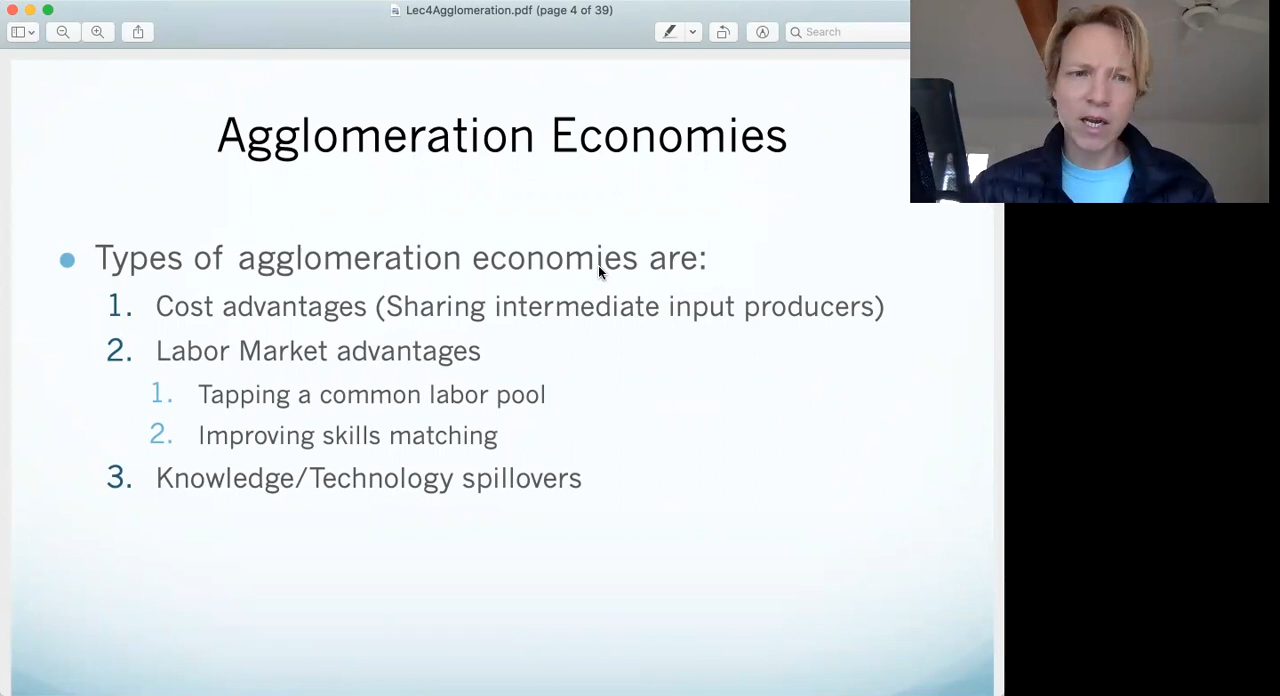 Lec4Agglomeration.pdf (page 4 of 39)
Search
Agglomeration Economies
Types of agglomeration economies are:
1. Cost advantages (Sharing intermediate input producers)
2. Labor Market advantages
1. Tapping a common labor pool
2. Improving skills matching
3. Knowledge/Technology spillovers